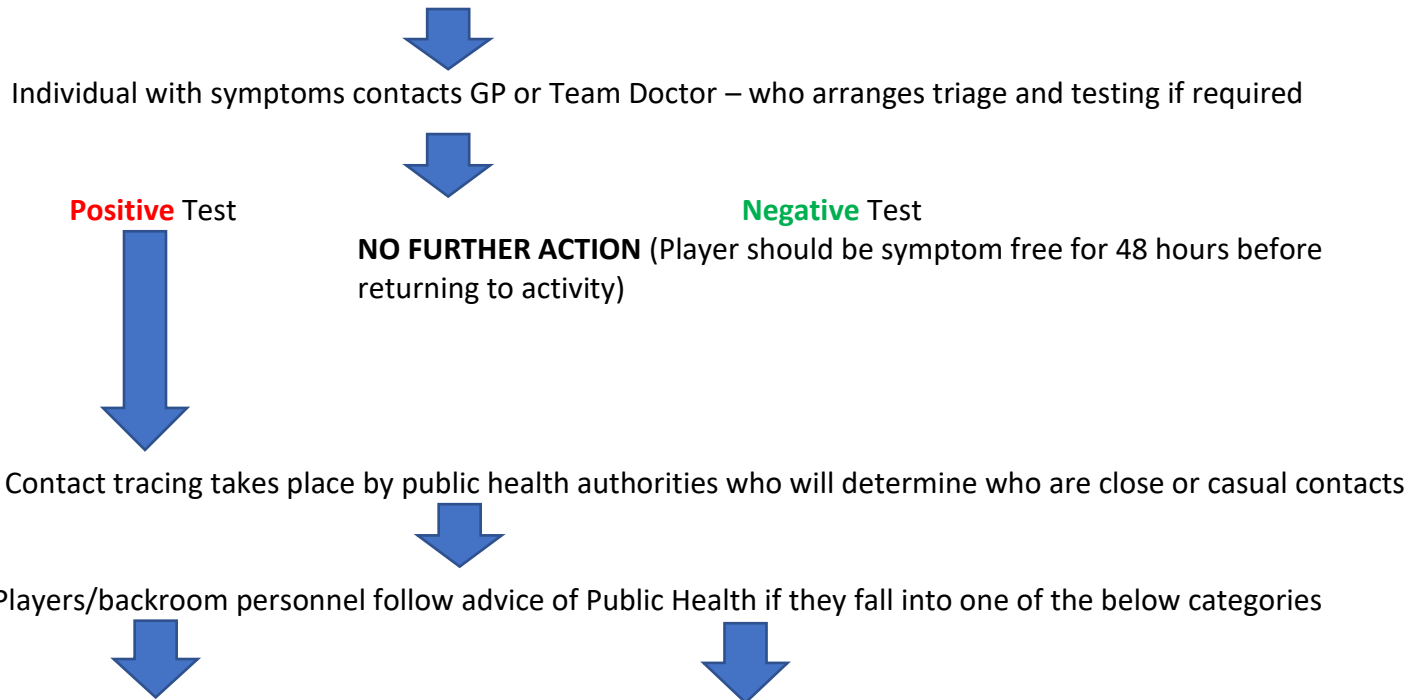 Individual with symptoms contacts GP or Team Doctor – who arranges triage and testing if required
Positive Test
Negative Test
NO FURTHER ACTION (Player should be symptom free for 48 hours before
returning to activity)
Contact tracing takes place by public health authorities who will determine who are close or casual contacts
Players/backroom personnel follow advice of Public Health if they fall into one of the below categories